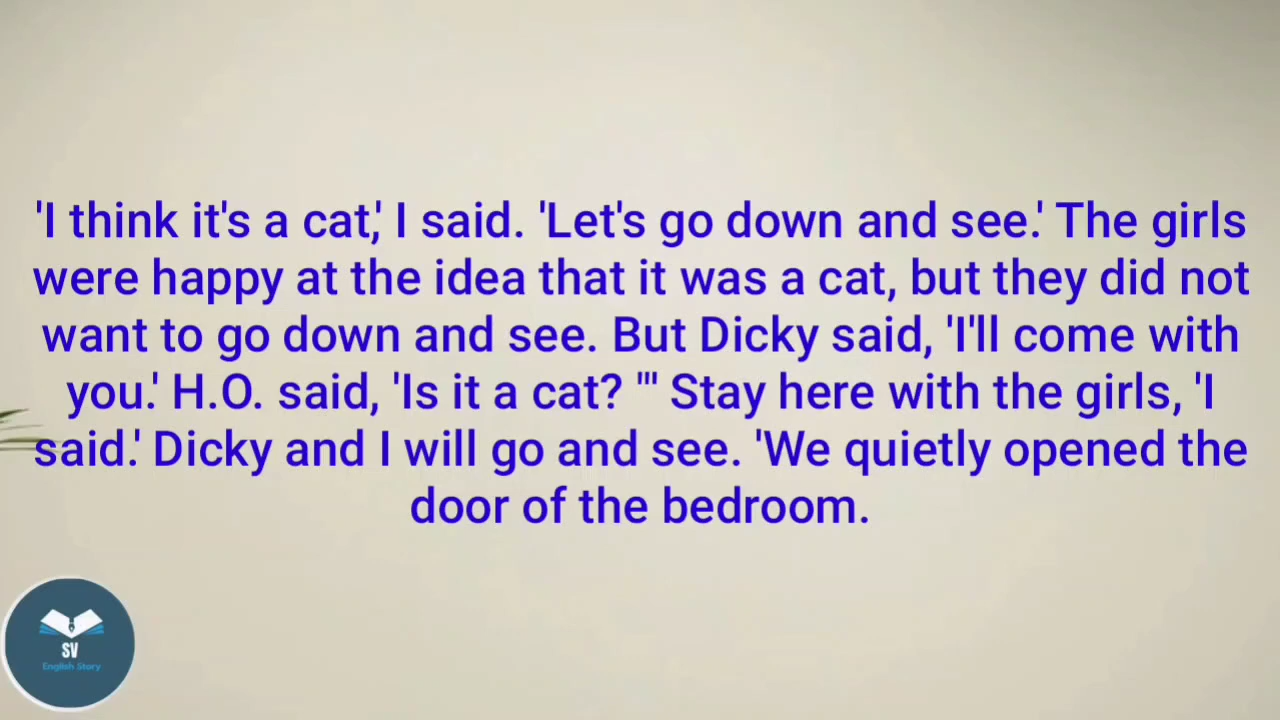 'I think it's a cat,' I said. 'Let's go down and see.' The girls
were happy at the idea that it was a cat, but they did not
want to go down and see. But Dicky said, 'I'll come with
you.' H.O. said, 'Is it a cat? '" Stay here with the girls, 'I
said.' Dicky and I will go and see. 'We quietly opened the
door of the bedroom.
SV
English Story